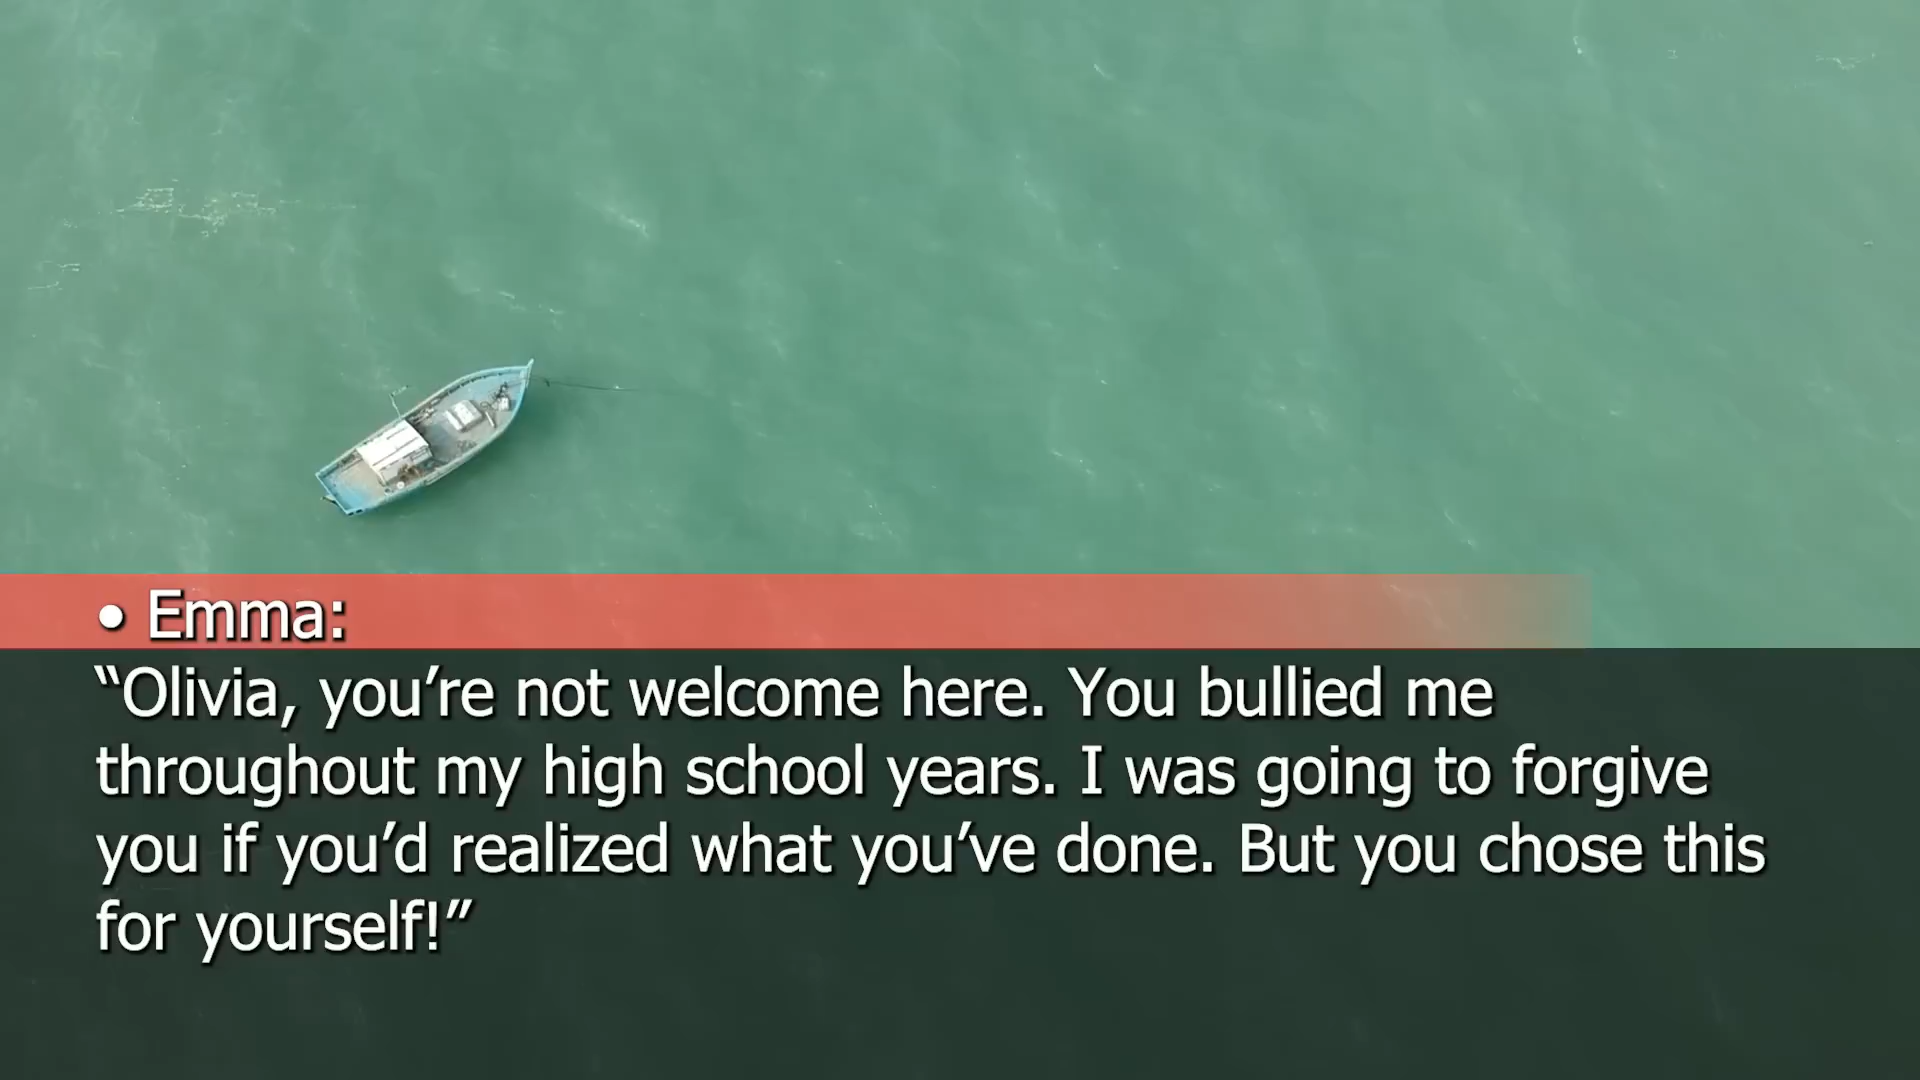 • Emma:
“Olivia, you’re not welcome here. You bullied me
throughout my high school years. I was going to forgive
you if you’d realized what you’ve done. But you chose this
for yourself!”